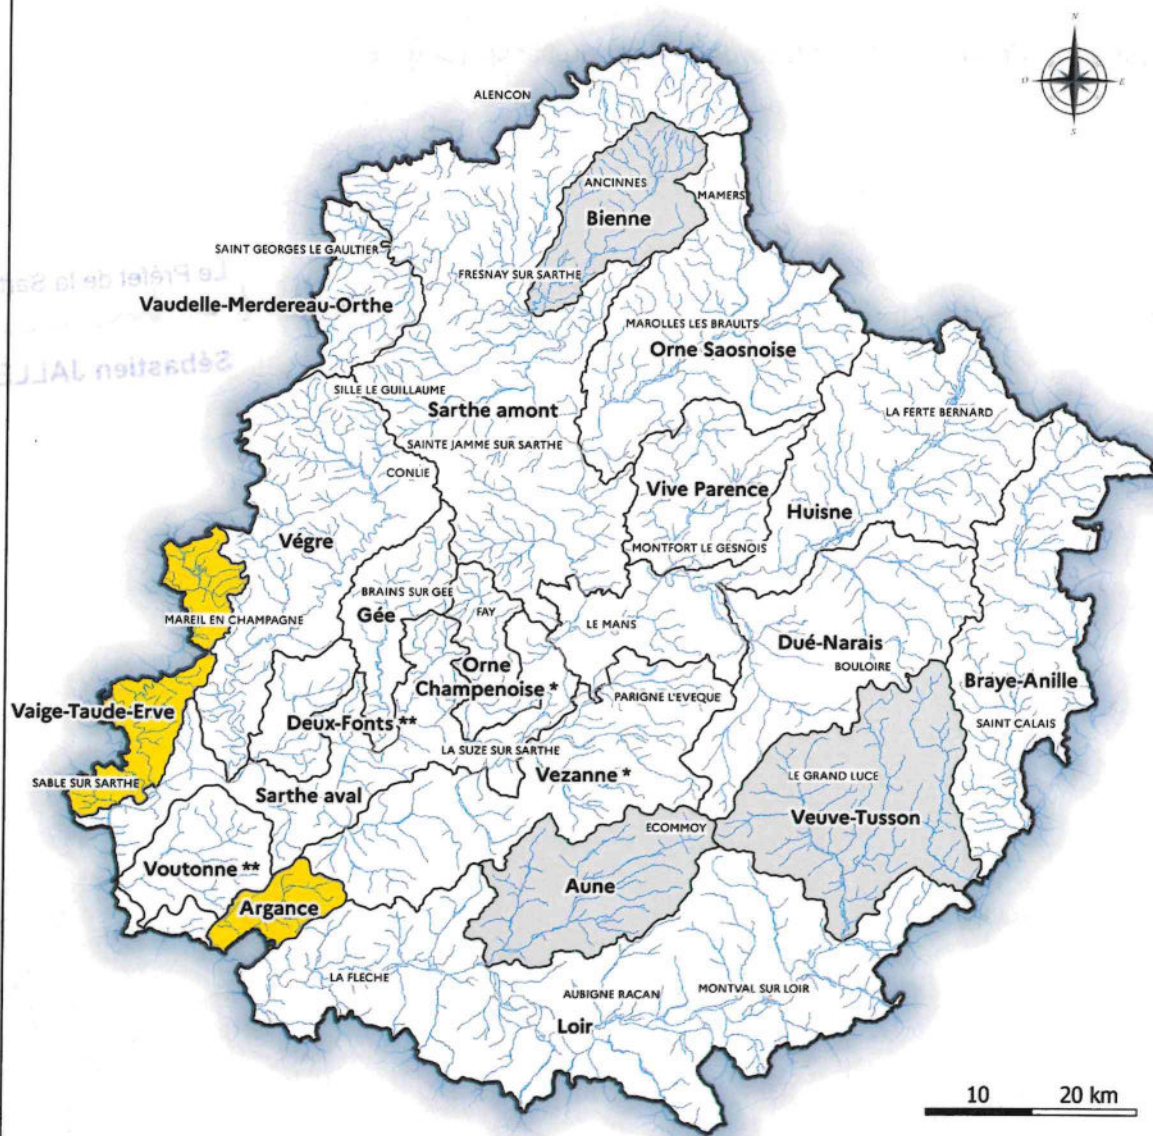 N
O E
S
ALENCON
ANCINNES
MAMERS
Bienne
SAINT GEORGES LE GAULTIER
FRESNAY SUR SARTHE
Le Préfet de la Sart
Vaudelle-Merdereau-Orthe
MAROLLES LES BRAULTS
Orne Saosnoise
Sébastien JALLE
SILLE LE GUILLAUME
Sarthe amont
LA FERTE BERNARD
SAINTE JAMME SUR SARTHE
CONLIE
Vive Parence
Huisne
Végre
MONTFORT LE GESNOIS
BRAINS SUR GEE
Gée
FAY
MAREIL EN CHAMPAGNE
LE MANS
Dué-Narais
BOULOIRE
Orne
Champenoise *
Braye-Anille
PARIGNE L'EVEQUE
Vaige-Taude-Erve
Deux-Fonts **
SAINT CALAIS
LA SUZE SUR SARTHE
Vezanne *
LE GRAND LUCE
SABLE SUR SARTHE
Sarthe aval
Veuve-Tusson
ECOMMOY
Voutonne **
Aune
Argance
LA FLECHE
AUBIGNE RACAN
MONTVAL SUR LOIR
Loir
10 20 km